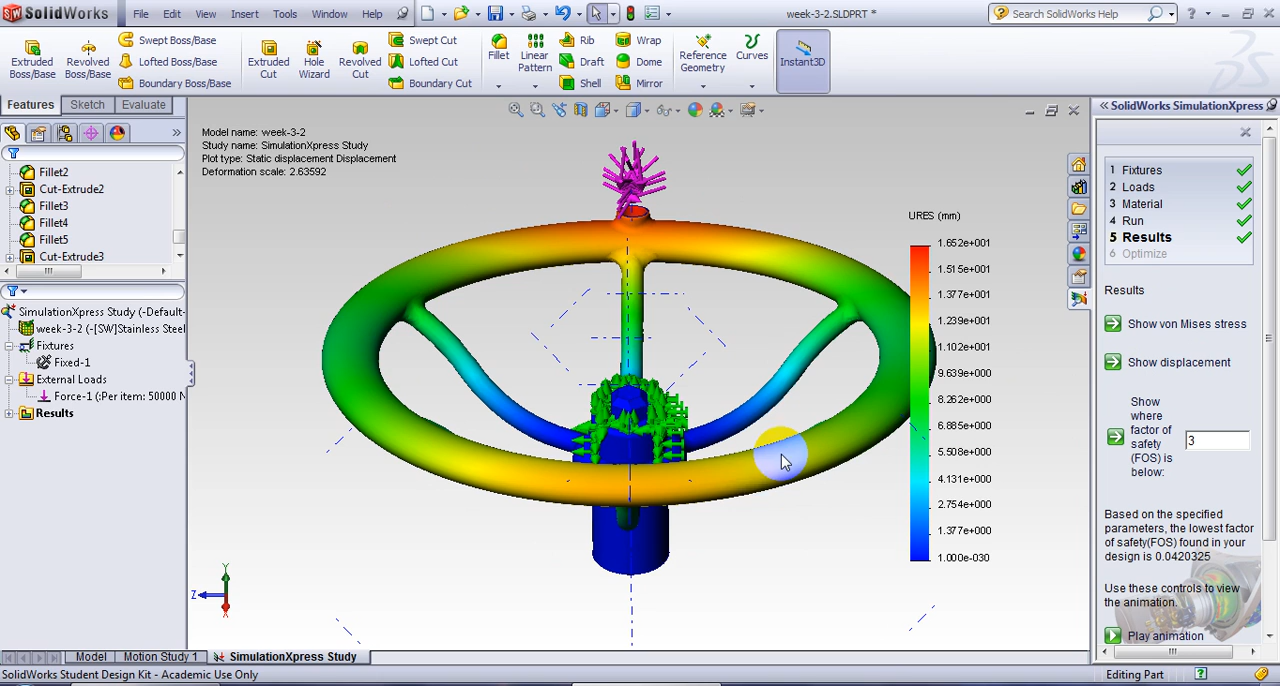 SolidWorks File Edit View Insert Tools Window Help week-3-2.SLDPRT * Search SolidWorks Help
Extruded Boss/Base
Revolved Boss/Base
Swept Boss/Base
Lofted Boss/Base
Boundary Boss/Base
Extruded Cut
Hole Wizard
Revolved Cut
Swept Cut
Lofted Cut
Boundary Cut
Fillet
Linear Pattern
Rib
Draft
Shell
Wrap
Dome
Mirror
Reference Geometry
Curves
Instant3D
Features Sketch Evaluate
Fillet2
Cut-Extrude2
Fillet3
Fillet4
Fillet5
Cut-Extrude3
SimulationXpress Study (-Default-
week-3-2 (-[SW]Stainless Steel
Fixtures
Fixed-1
External Loads
Force-1 (:Per item: 50000 N
Results
Model name: week-3-2
Study name: SimulationXpress Study
Plot type: Static displacement Displacement
Deformation scale: 2.63592
URES (mm)
1.652e+001
1.515e+001
1.377e+001
1.239e+001
1.102e+001
9.639e+000
8.262e+000
6.885e+000
5.508e+000
4.131e+000
2.754e+000
1.377e+000
1.000e-030
Y
Z
X
SolidWorks SimulationXpress
1 Fixtures
2 Loads
3 Material
4 Run
5 Results
6 Optimize
Results
Show von Mises stress
Show displacement
Show
where
factor of
safety
(FOS) is
below:
3
Based on the specified
parameters, the lowest factor
of safety(FOS) found in your
design is 0.0420325
Use these controls to view
the animation.
Play animation
Model Motion Study 1 SimulationXpress Study
SolidWorks Student Design Kit - Academic Use Only Editing Part